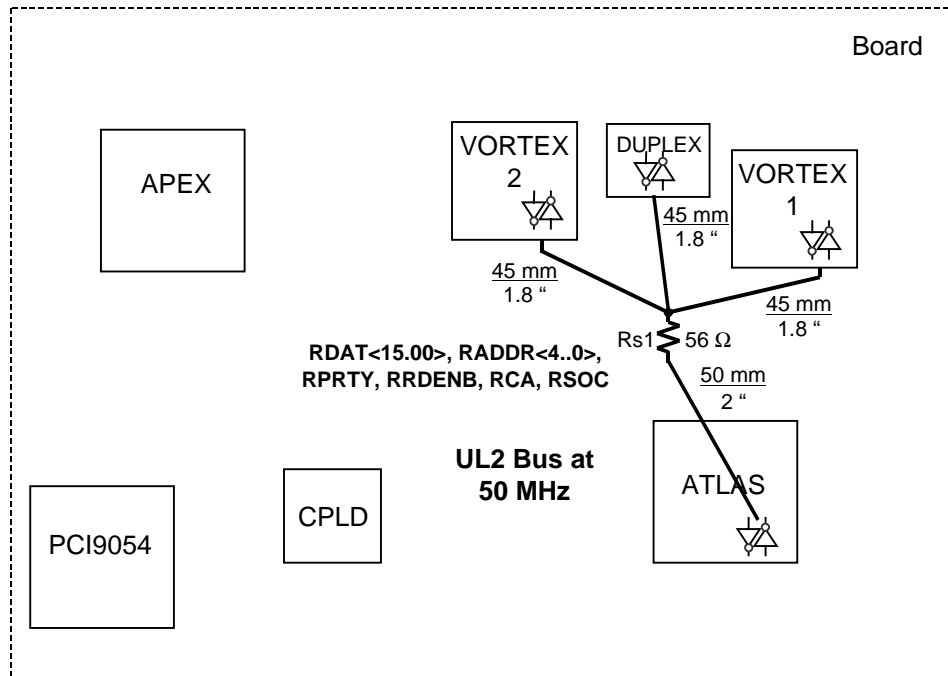 Board
APEX
VORTEX
2
DUPLEX
VORTEX
1
45 mm
1.8 “
45 mm
1.8 “
45 mm
1.8 “
Rs1
56 Ω
RDAT<15.00>, RADDR<4..0>,
RPRTY, RRDENB, RCA, RSOC
50 mm
2 “
UL2 Bus at
50 MHz
ATLAS
CPLD
PCI9054